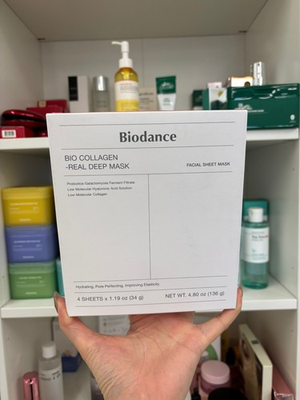 Biodance
BIO COLLAGEN
-REAL DEEP MASK
FACIAL SHEET MASK
Probiotics-Galactomyces Ferment Filtrate
Low Molecular Hyaluronic Acid Solution
Low Molecular Collagen
Hydrating, Pore Perfecting, Improving Elasticity
4 SHEETS x 1.19 oz (34 g)
NET WT. 4.80 oz (136 g)